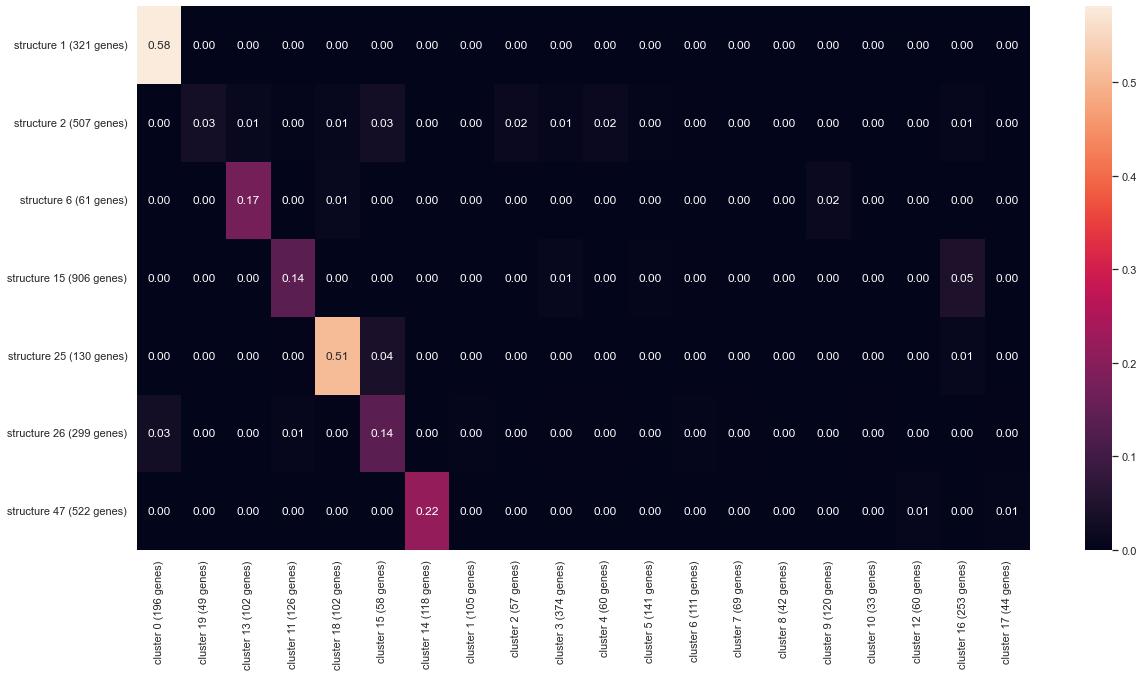 structure 1 (321 genes) 0.58 0.00 0.00 0.00 0.00 0.00 0.00 0.00 0.00 0.00 0.00 0.00 0.00 0.00 0.00 0.00 0.00 0.00 0.00 0.00
structure 2 (507 genes) 0.00 0.03 0.01 0.00 0.01 0.03 0.00 0.00 0.02 0.01 0.02 0.00 0.00 0.00 0.00 0.00 0.00 0.00 0.01 0.00
structure 6 (61 genes) 0.00 0.00 0.17 0.00 0.01 0.00 0.00 0.00 0.00 0.00 0.00 0.00 0.00 0.00 0.00 0.02 0.00 0.00 0.00 0.00
structure 15 (906 genes) 0.00 0.00 0.00 0.14 0.00 0.00 0.00 0.00 0.00 0.01 0.00 0.00 0.00 0.00 0.00 0.00 0.00 0.00 0.05 0.00
structure 25 (130 genes) 0.00 0.00 0.00 0.00 0.51 0.04 0.00 0.00 0.00 0.00 0.00 0.00 0.00 0.00 0.00 0.00 0.00 0.00 0.01 0.00
structure 26 (299 genes) 0.03 0.00 0.00 0.01 0.00 0.14 0.00 0.00 0.00 0.00 0.00 0.00 0.00 0.00 0.00 0.00 0.00 0.00 0.00 0.00
structure 47 (522 genes) 0.00 0.00 0.00 0.00 0.00 0.00 0.22 0.00 0.00 0.00 0.00 0.00 0.00 0.00 0.00 0.00 0.00 0.01 0.00 0.01
cluster 0 (196 genes)
cluster 19 (49 genes)
cluster 13 (102 genes)
cluster 11 (126 genes)
cluster 18 (102 genes)
cluster 15 (58 genes)
cluster 14 (118 genes)
cluster 1 (105 genes)
cluster 2 (57 genes)
cluster 3 (374 genes)
cluster 4 (60 genes)
cluster 5 (141 genes)
cluster 6 (111 genes)
cluster 7 (69 genes)
cluster 8 (42 genes)
cluster 9 (120 genes)
cluster 10 (33 genes)
cluster 12 (60 genes)
cluster 16 (253 genes)
cluster 17 (44 genes)
0.5
0.4
0.3
0.2
0.1
0.0